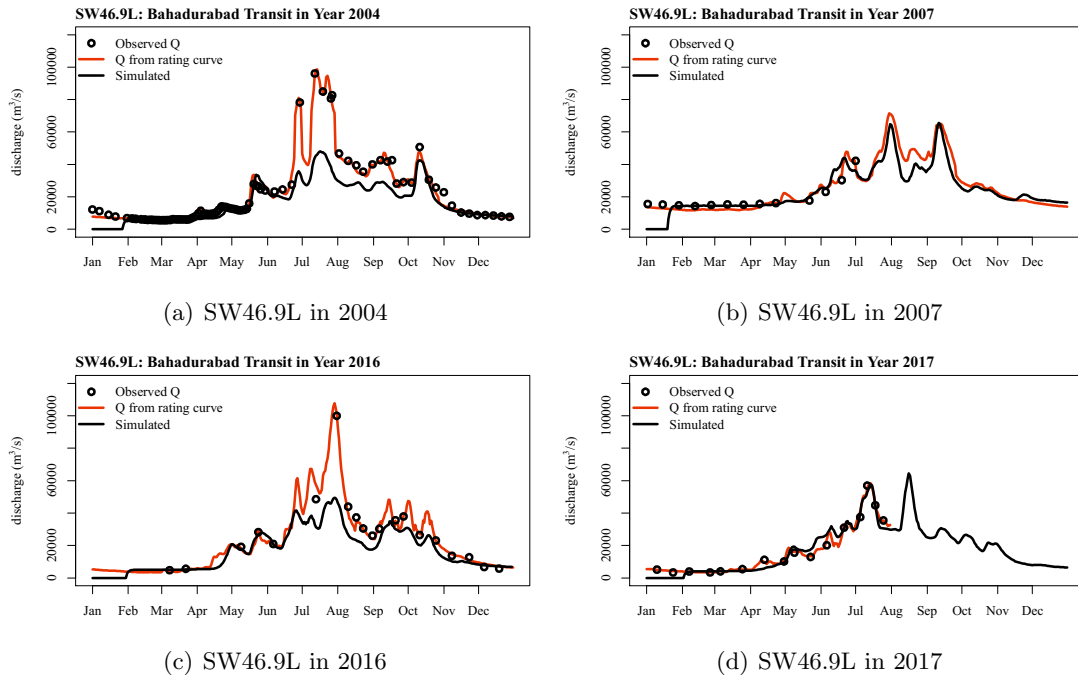 SW46.9L: Bahadurabad Transit in Year 2004
discharge (m³/s)
100000
60000
20000
0
Observed Q
Q from rating curve
Simulated
Jan Feb Mar Apr May Jun Jul Aug Sep Oct Nov Dec
(a) SW46.9L in 2004
SW46.9L: Bahadurabad Transit in Year 2007
discharge (m³/s)
100000
60000
20000
0
Observed Q
Q from rating curve
Simulated
Jan Feb Mar Apr May Jun Jul Aug Sep Oct Nov Dec
(b) SW46.9L in 2007
SW46.9L: Bahadurabad Transit in Year 2016
discharge (m³/s)
100000
60000
20000
0
Observed Q
Q from rating curve
Simulated
Jan Feb Mar Apr May Jun Jul Aug Sep Oct Nov Dec
(c) SW46.9L in 2016
SW46.9L: Bahadurabad Transit in Year 2017
discharge (m³/s)
100000
60000
20000
0
Observed Q
Q from rating curve
Simulated
Jan Feb Mar Apr May Jun Jul Aug Sep Oct Nov Dec
(d) SW46.9L in 2017